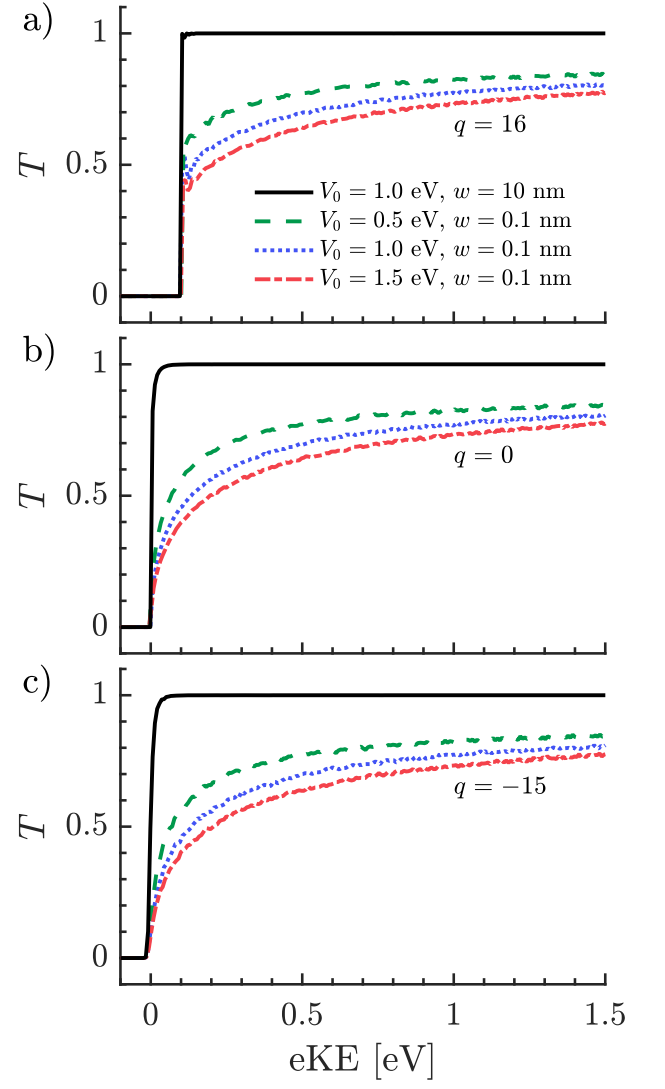 a)
1
0.5
0
T
q = 16
V₀ = 1.0 eV, w = 10 nm
V₀ = 0.5 eV, w = 0.1 nm
V₀ = 1.0 eV, w = 0.1 nm
V₀ = 1.5 eV, w = 0.1 nm
b)
1
0.5
0
T
q = 0
c)
1
0.5
0
T
q = −15
0 0.5 1 1.5
eKE [eV]